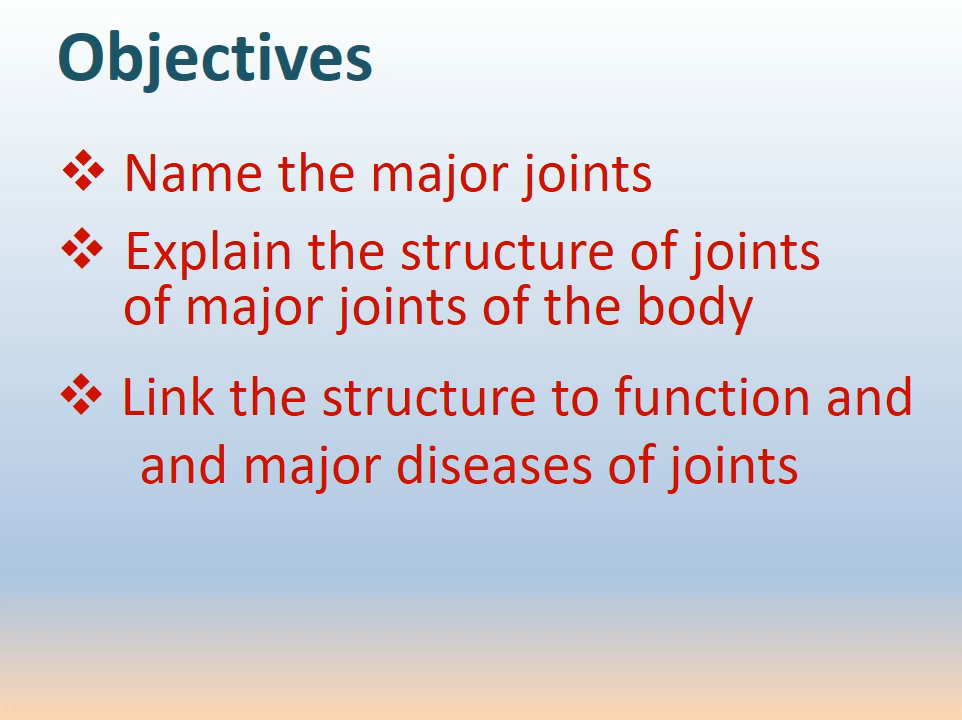 Objectives
❖ Name the major joints
❖ Explain the structure of joints
of major joints of the body
❖ Link the structure to function and
and major diseases of joints